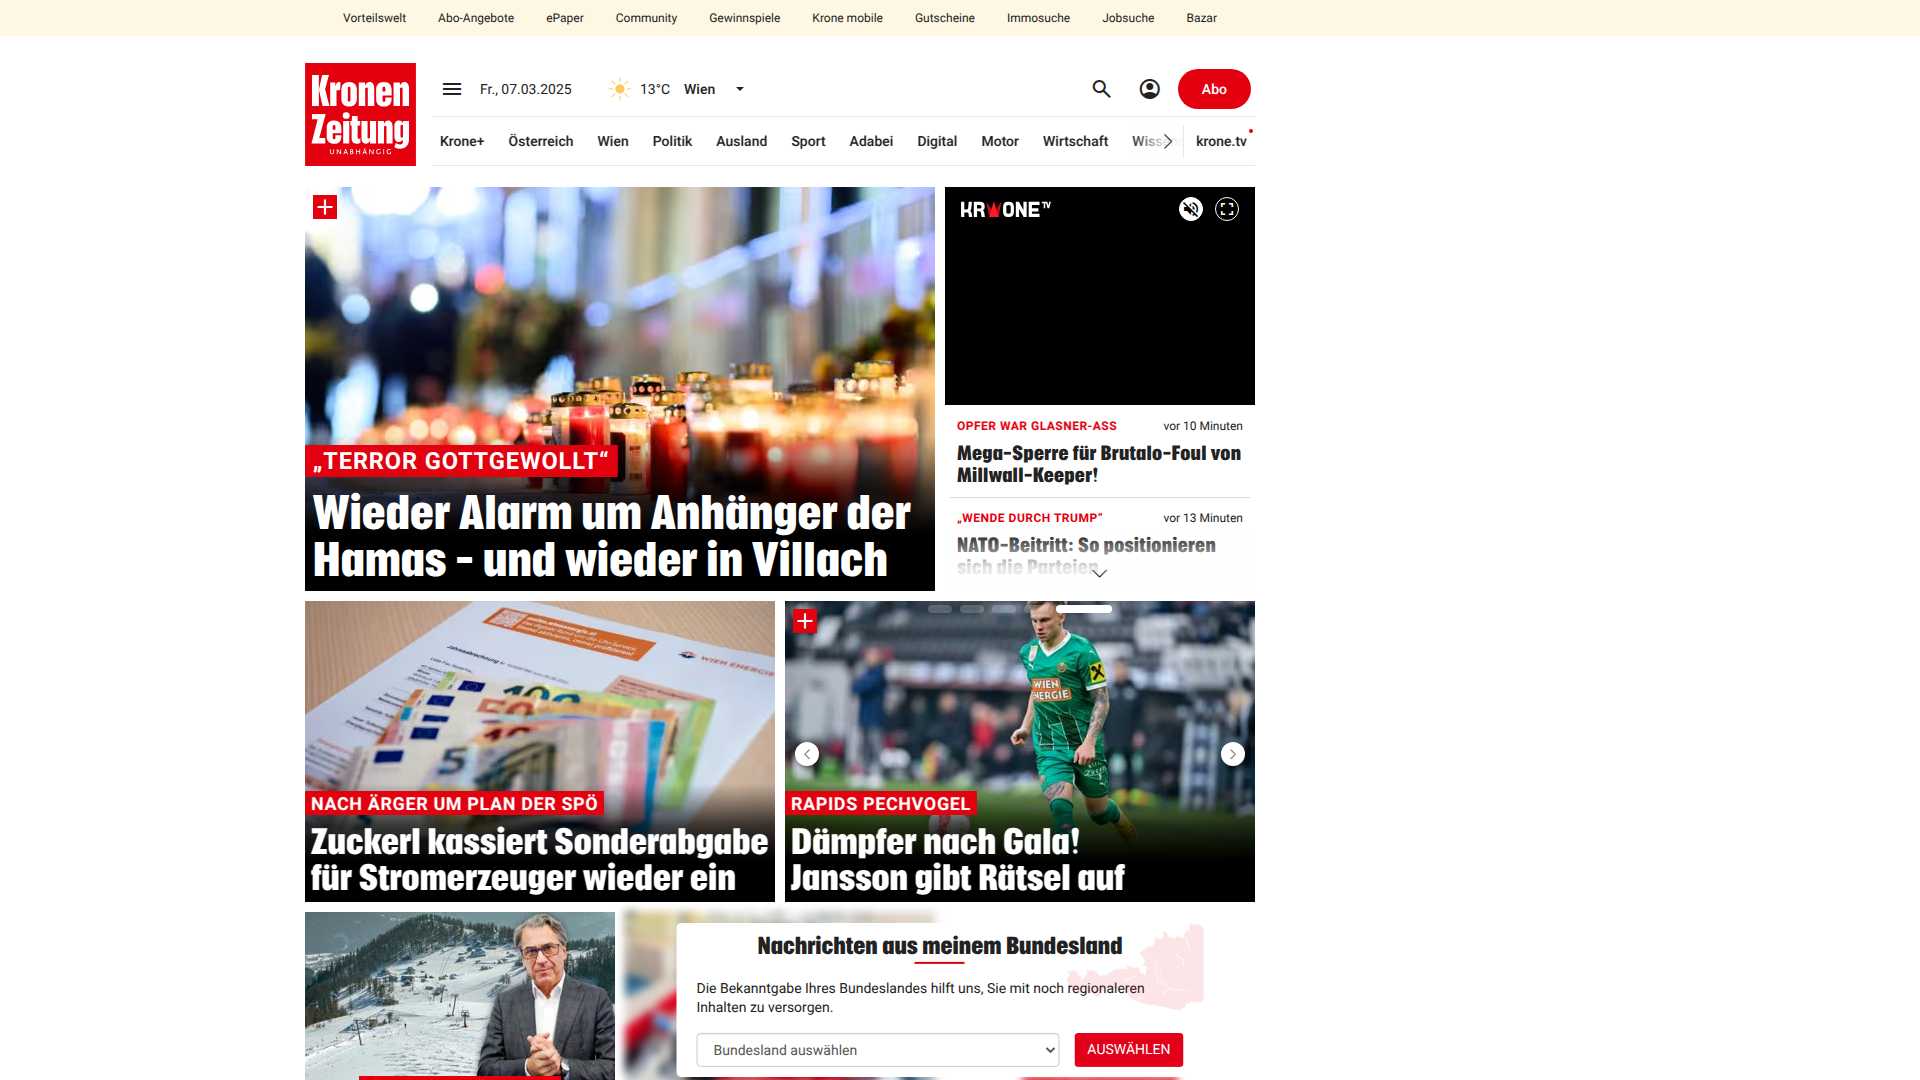 Vorteilswelt Abo-Angebote ePaper Community Gewinnspiele Krone mobile Gutscheine Immosuche Jobsuche Bazar
Kronen
Zeitung
UNABHÄNGIG
Fr., 07.03.2025 13°C Wien
Abo
Krone+ Österreich Wien Politik Ausland Sport Adabei Digital Motor Wirtschaft krone.tv
„TERROR GOTTGEWOLLT“
Wieder Alarm um Anhänger der
Hamas – und wieder in Villach
KRONE TV
OPFER WAR GLASNER-ASS vor 10 Minuten
Mega-Sperre für Brutalo-Foul von
Millwall-Keeper!
„WENDE DURCH TRUMP“ vor 13 Minuten
NATO-Beitritt: So positionieren
sich die Parteien
WIEN ENERGIE
NACH ÄRGER UM PLAN DER SPÖ
Zuckerl kassiert Sonderabgabe
für Stromerzeuger wieder ein
WIEN
ENERGIE
RAPIDS PECHVOGEL
Dämpfer nach Gala!
Jansson gibt Rätsel auf
Nachrichten aus meinem Bundesland
Die Bekanntgabe Ihres Bundeslandes hilft uns, Sie mit noch regionaleren
Inhalten zu versorgen.
Bundesland auswählen
AUSWÄHLEN